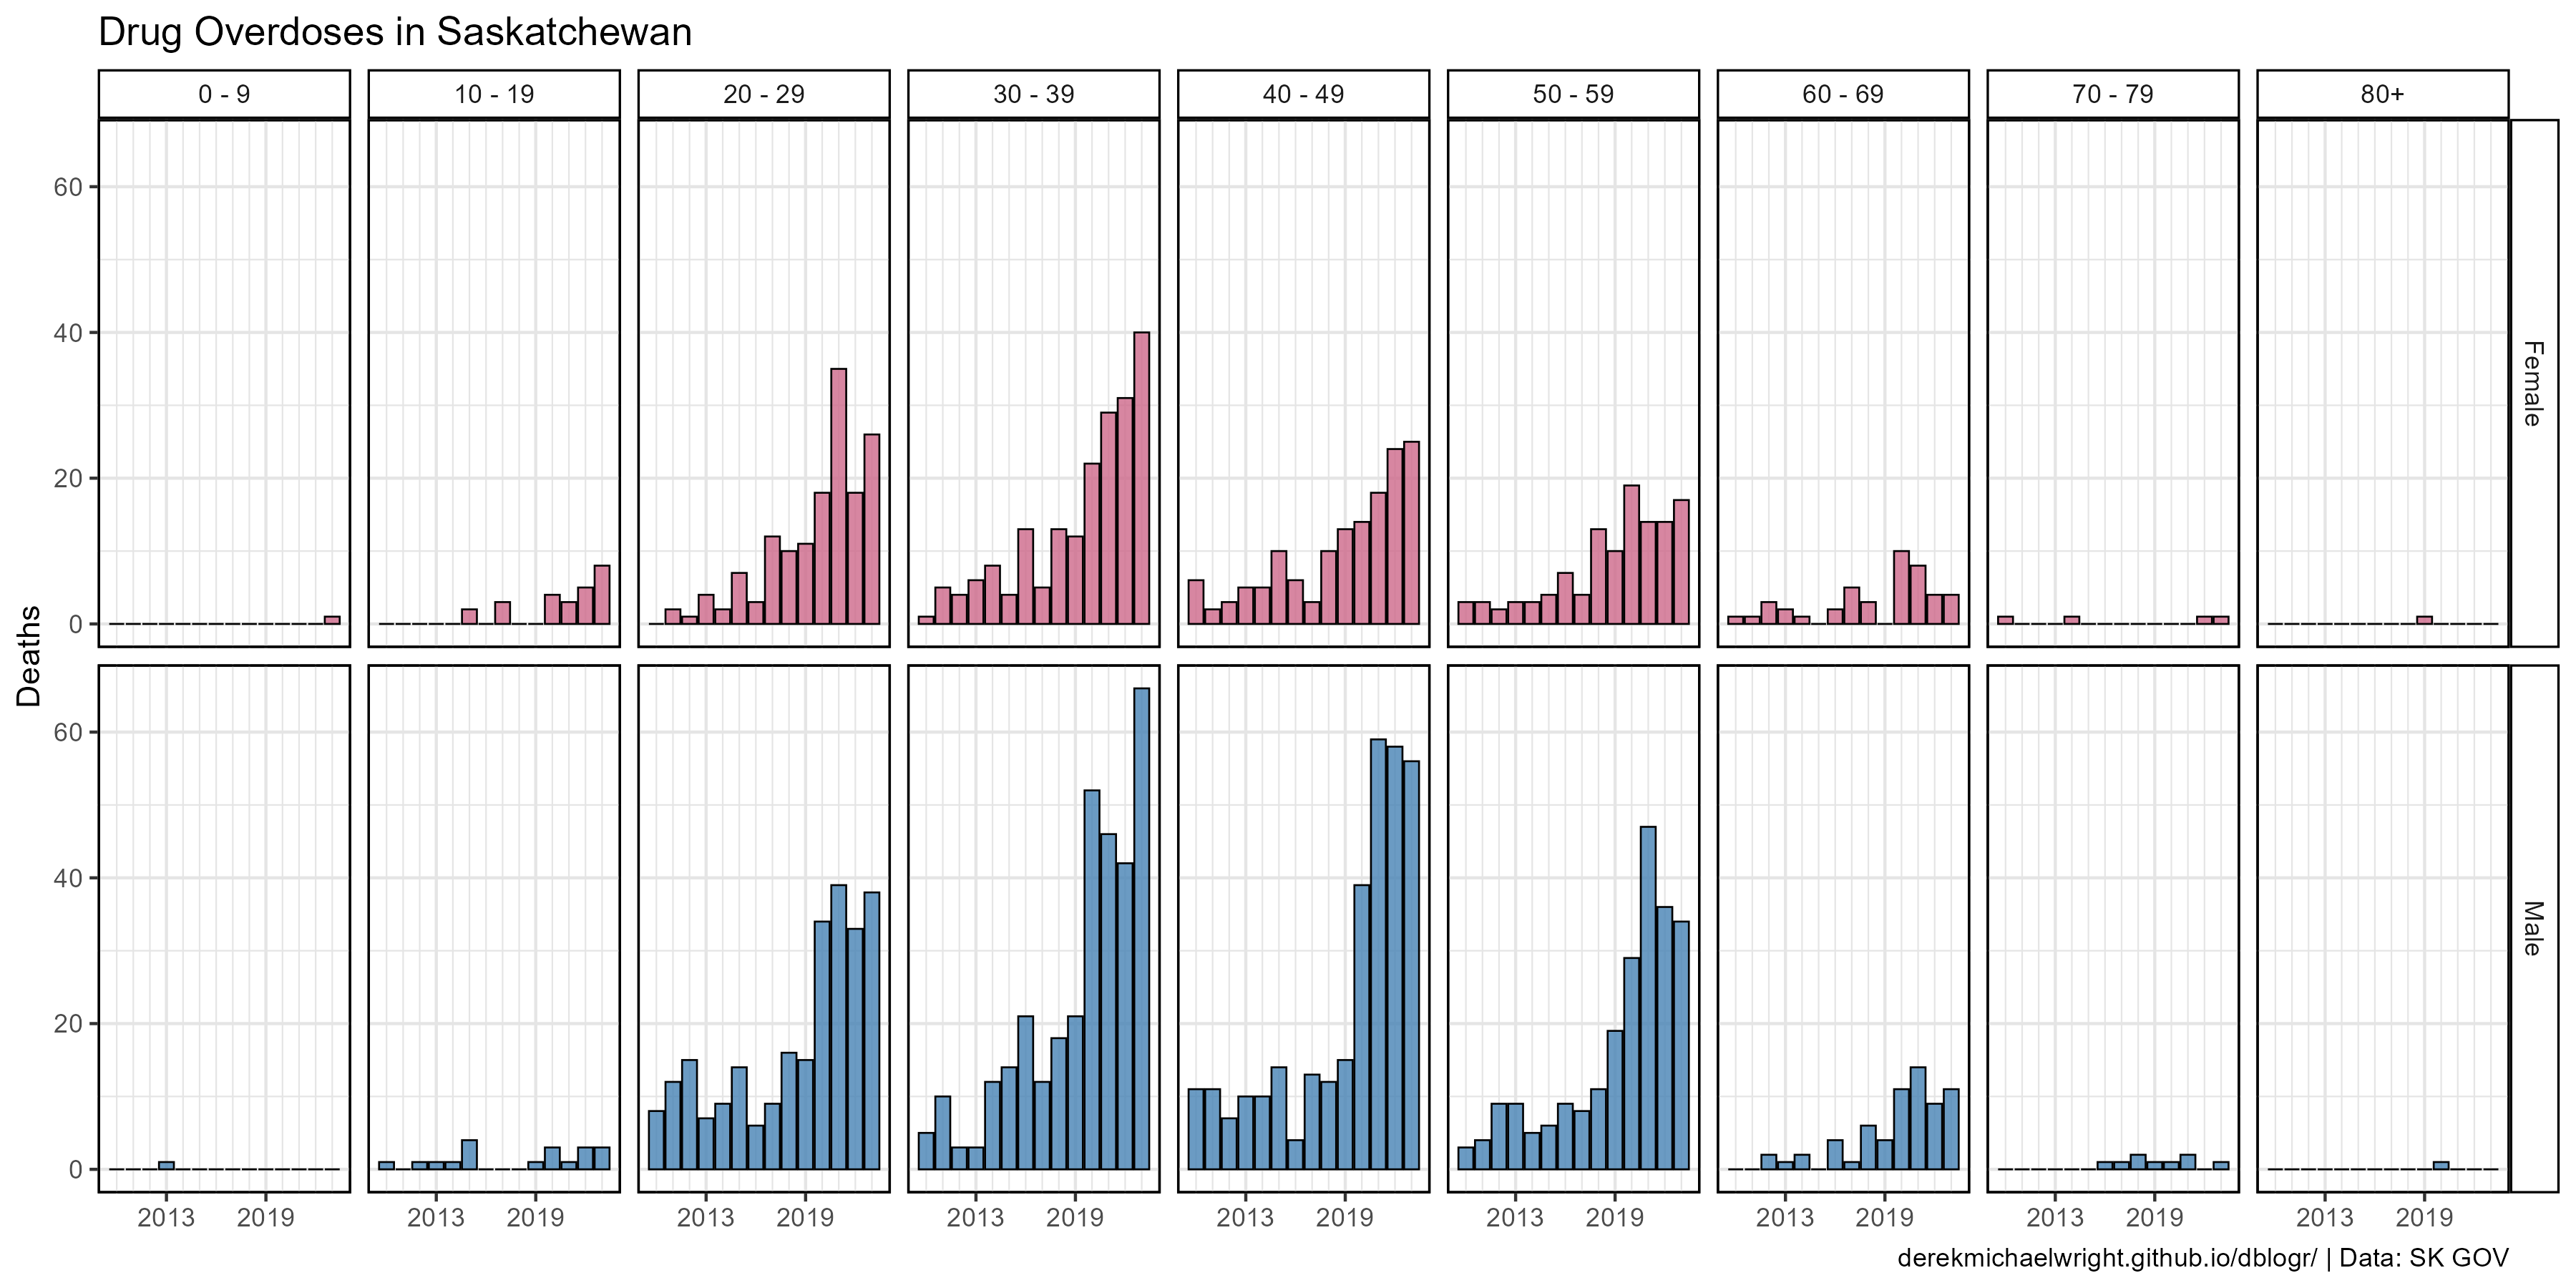 Drug Overdoses in Saskatchewan
0 - 9 10 - 19 20 - 29 30 - 39 40 - 49 50 - 59 60 - 69 70 - 79 80+
60
40
20
0
Female
Deaths
60
40
20
0
Male
2013 2019 2013 2019 2013 2019 2013 2019 2013 2019 2013 2019 2013 2019 2013 2019 2013 2019
derekmichaelwright.github.io/dblogr/ | Data: SK GOV